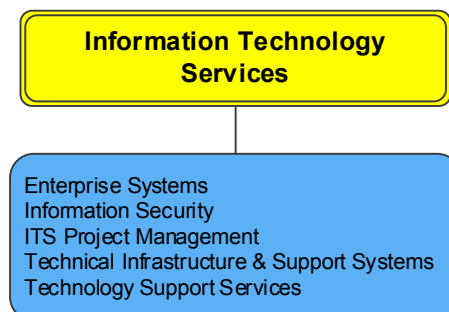 Information Technology
Services
Enterprise Systems
Information Security
ITS Project Management
Technical Infrastructure & Support Systems
Technology Support Services